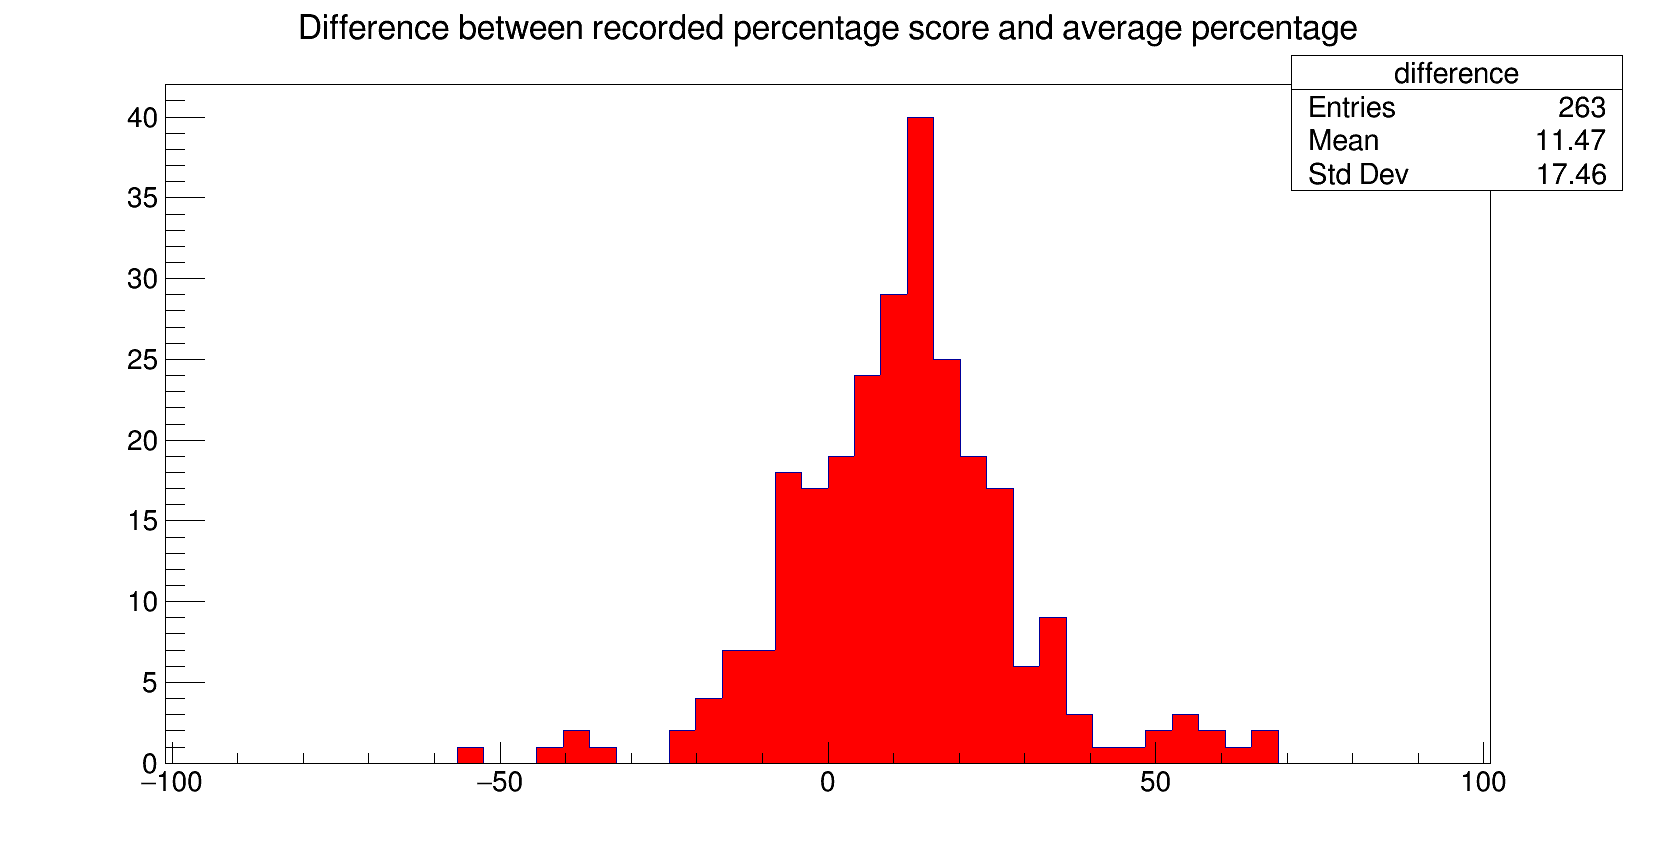 Difference between recorded percentage score and average percentage
difference
Entries 263
Mean 11.47
Std Dev 17.46
40
35
30
25
20
15
10
5
0
−100 −50 0 50 100